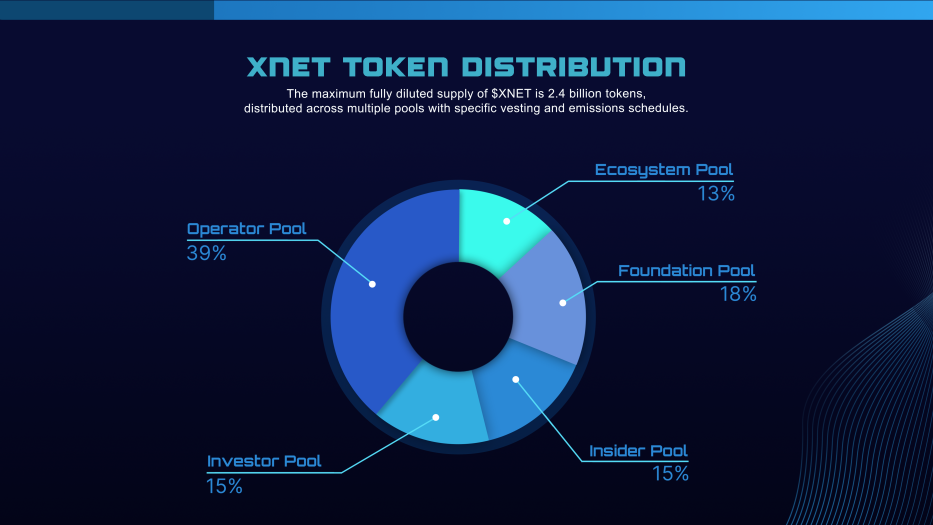 XNET TOKEN DISTRIBUTION
The maximum fully diluted supply of $XNET is 2.4 billion tokens,
distributed across multiple pools with specific vesting and emissions schedules.
Ecosystem Pool
13%
Operator Pool
39%
Foundation Pool
18%
Insider Pool
15%
Investor Pool
15%